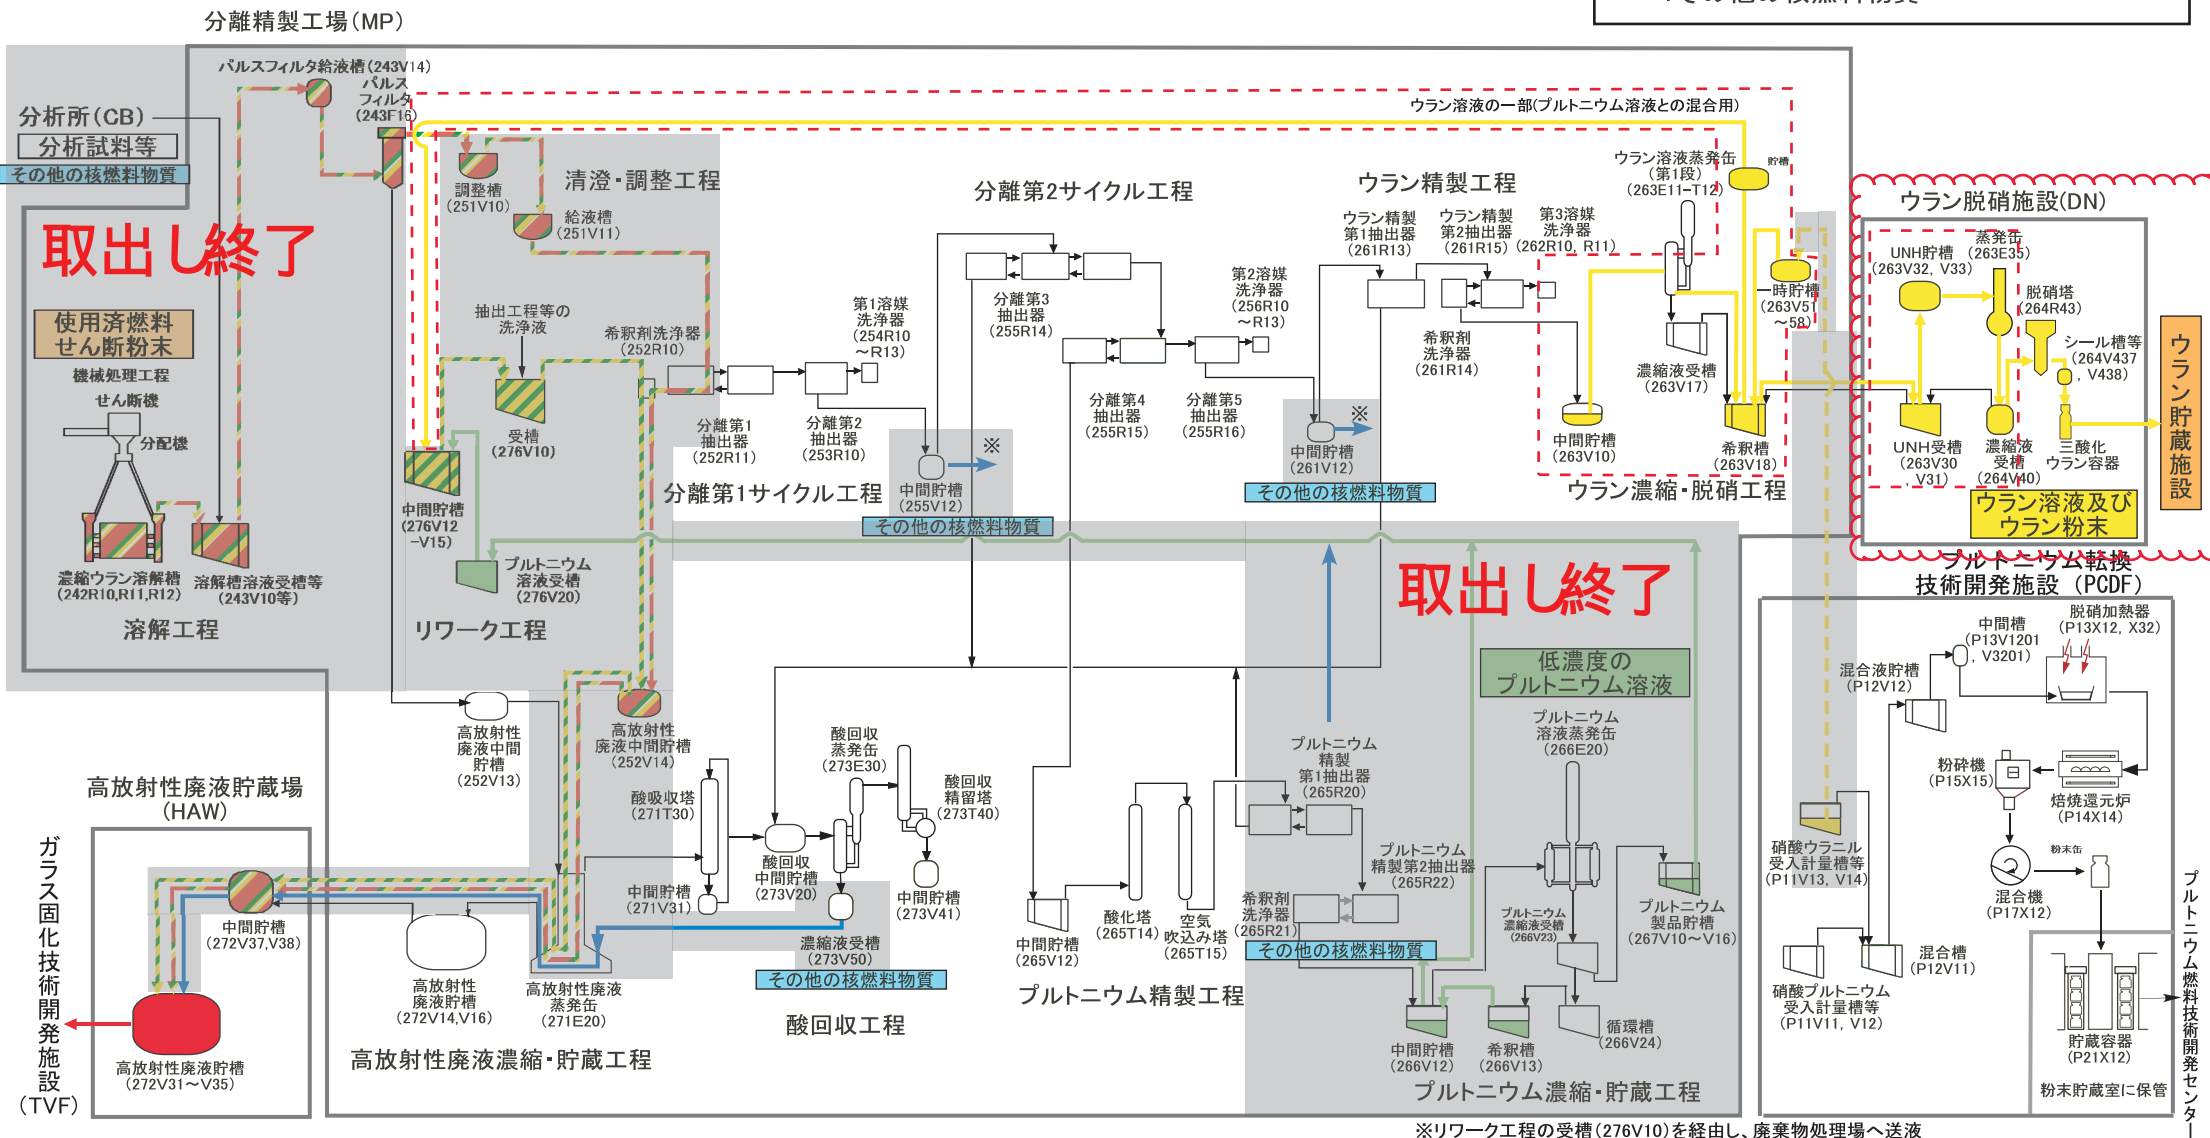 分離精製工場(MP)
その他の核燃料物質
パルスフィルタ給液槽(243V14)
パルス
フィルタ
(243F16)
分析所(CB)
分析試料等
その他の核燃料物質
取出し終了
使用済燃料
せん断粉末
機械処理工程
せん断機
分配機
濃縮ウラン溶解槽
(242R10,R11,R12)
溶解槽溶液受槽等
(243V10等)
溶解工程
調整槽
(251V10)
清澄・調整工程
給液槽
(251V11)
抽出工程等の
洗浄液
希釈剤洗浄器
(252R10)
受槽
(276V10)
中間貯槽
(276V12
-V15)
プルトニウム
溶液受槽
(276V20)
リワーク工程
第1溶媒
洗浄器
(254R10
～R13)
分離第1
抽出器
(252R11)
分離第2
抽出器
(253R10)
分離第1サイクル工程
※
中間貯槽
(255V12)
その他の核燃料物質
分離第2サイクル工程
分離第3
抽出器
(255R14)
第2溶媒
洗浄器
(256R10
～R13)
分離第4
抽出器
(255R15)
分離第5
抽出器
(255R16)
※
中間貯槽
(261V12)
その他の核燃料物質
ウラン精製工程
ウラン精製
第1抽出器
(261R13)
ウラン精製
第2抽出器
(261R15)
第3溶媒
洗浄器
(262R10, R11)
希釈剤
洗浄器
(261R14)
ウラン溶液の一部(プルトニウム溶液との混合用)
ウラン溶液蒸発缶
(第1段)
(263E11-T12)
貯槽
一時貯槽
(263V51
～58)
濃縮液受槽
(263V17)
中間貯槽
(263V10)
希釈槽
(263V18)
ウラン濃縮・脱硝工程
ウラン脱硝施設(DN)
UNH貯槽
(263V32, V33)
蒸発缶
(263E35)
脱硝塔
(264R43)
シール槽等
(264V437
, V438)
UNH受槽
(263V30
, V31)
濃縮液
受槽
(264V40)
三酸化
ウラン容器
ウラン溶液及び
ウラン粉末
ウラン貯蔵施設
取出し終了
低濃度の
プルトニウム溶液
プルトニウム転換
技術開発施設 (PCDF)
脱硝加熱器
(P13X12, X32)
中間槽
(P13V1201
, V3201)
混合液貯槽
(P12V12)
粉砕機
(P15X15)
焙焼還元炉
(P14X14)
硝酸ウラニル
受入計量槽等
(P11V13, V14)
粉末缶
混合機
(P17X12)
混合槽
(P12V11)
硝酸プルトニウム
受入計量槽等
(P11V11, V12)
貯蔵容器
(P21X12)
粉末貯蔵室に保管
プルトニウム燃料技術開発センター
高放射性
廃液中間
貯槽
(252V13)
高放射性
廃液中間貯槽
(252V14)
酸回収
蒸発缶
(273E30)
酸回収
精留塔
(273T40)
酸吸収塔
(271T30)
酸回収
中間貯槽
(273V20)
中間貯槽
(271V31)
中間貯槽
(273V41)
濃縮液受槽
(273V50)
その他の核燃料物質
酸回収工程
高放射性廃液貯蔵場
(HAW)
ガラス固化技術開発施設
(TVF)
中間貯槽
(272V37,V38)
高放射性廃液貯槽
(272V31～V35)
高放射性
廃液貯槽
(272V14,V16)
高放射性廃液
蒸発缶
(271E20)
高放射性廃液濃縮・貯蔵工程
中間貯槽
(265V12)
酸化塔
(265T14)
空気
吹込み塔
(265T15)
プルトニウム精製工程
プルトニウム
精製
第1抽出器
(265R20)
プルトニウム
精製第2抽出器
(265R22)
希釈剤
洗浄器
(265R21)
その他の核燃料物質
プルトニウム
溶液蒸発缶
(266E20)
プルトニウム
濃縮液受槽
(266V23)
プルトニウム
製品貯槽
(267V10～V16)
中間貯槽
(266V12)
希釈槽
(266V13)
循環槽
(266V24)
プルトニウム濃縮・貯蔵工程
※リワーク工程の受槽(276V10)を経由し、廃棄物処理場へ送液